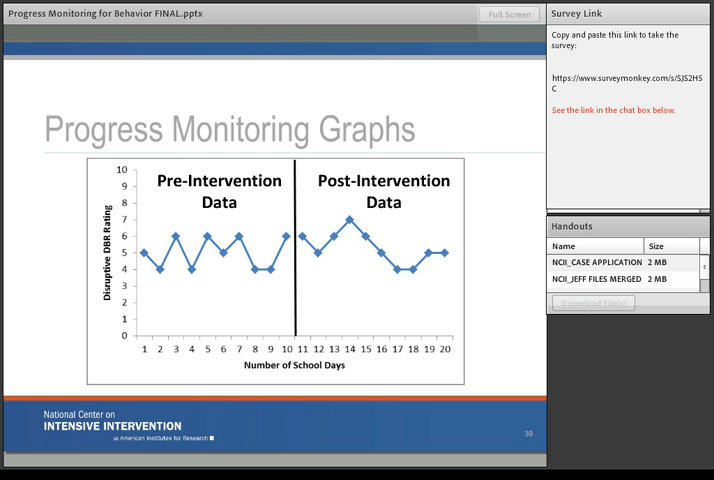 Progress Monitoring for Behavior FINAL.pptx
Full Screen
Progress Monitoring Graphs
Pre-Intervention
Data
Post-Intervention
Data
10
9
8
7
6
5
4
3
2
1
0
Disruptive DBR Rating
1 2 3 4 5 6 7 8 9 10 11 12 13 14 15 16 17 18 19 20
Number of School Days
National Center on
INTENSIVE INTERVENTION
at American Institutes for Research
39
Survey Link
Copy and paste this link to take the
survey:
https://www.surveymonkey.com/s/SJS2HS
C
See the link in the chat box below.
Handouts
Name Size
NCII_CASE APPLICATION 2 MB
NCII_JEFF FILES MERGED 2 MB
Download File(s)